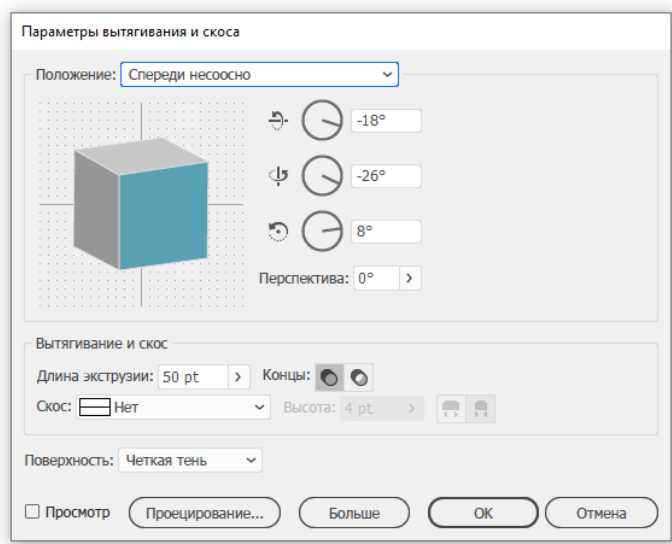 Параметры вытягивания и скоса
Положение: Спереди несоосно
-18°
-26°
8°
Перспектива: 0°
Вытягивание и скос
Длина экструзии: 50 pt Концы:
Скос: Нет Высота: 4 pt
Поверхность: Четкая тень
Просмотр Проецирование... Больше OK Отмена